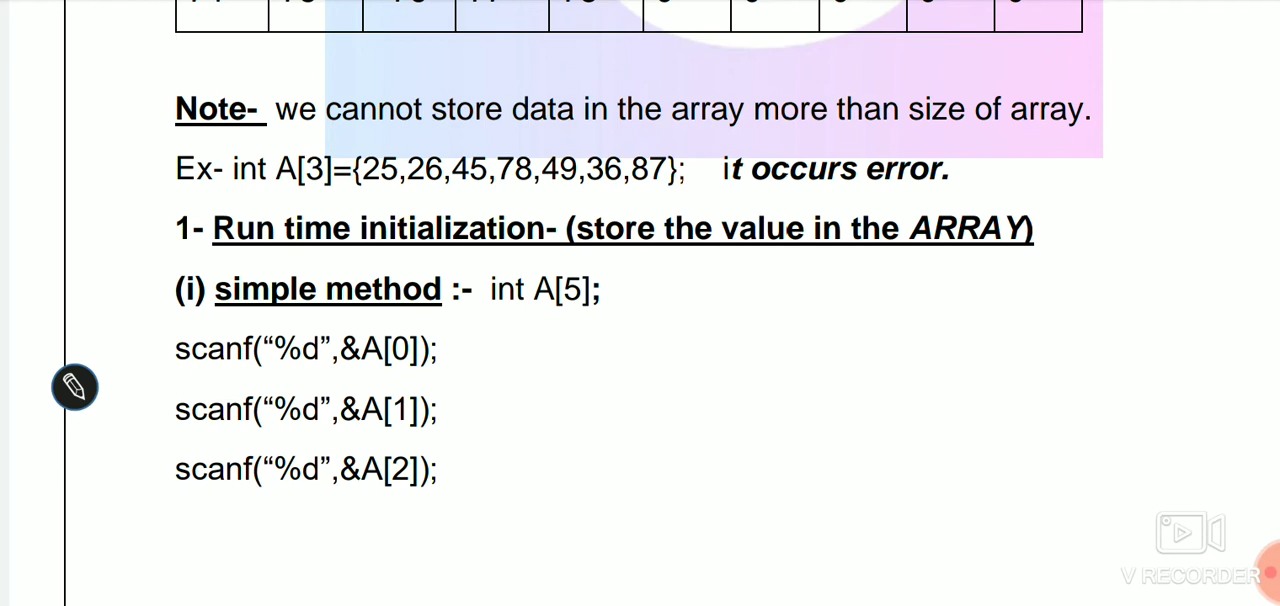 Note- we cannot store data in the array more than size of array.
Ex- int A[3]={25,26,45,78,49,36,87}; it occurs error.
1- Run time initialization- (store the value in the ARRAY)
(i) simple method :- int A[5];
scanf(“%d”,&A[0]);
scanf(“%d”,&A[1]);
scanf(“%d”,&A[2]);
V RECORDER